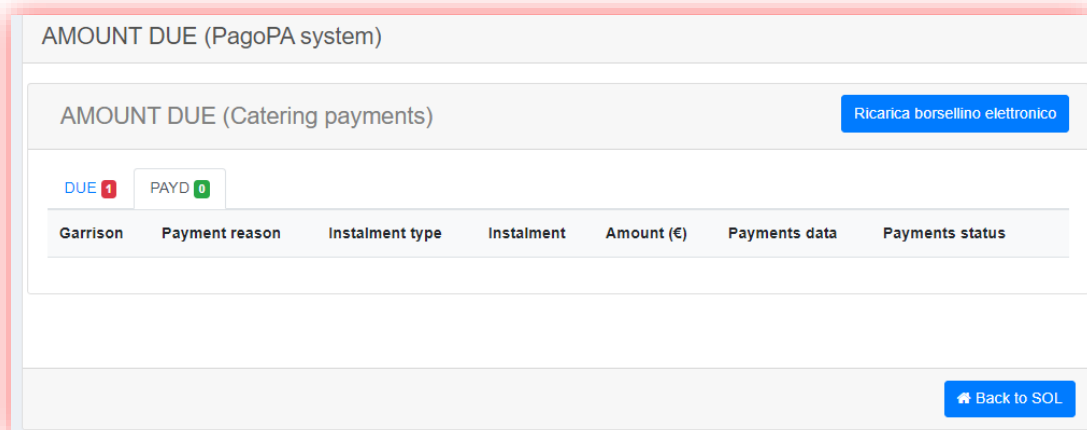 AMOUNT DUE (PagoPA system)
AMOUNT DUE (Catering payments)
Ricarica borsellino elettronico
DUE 1 PAYD 0
Garrison Payment reason Instalment type Instalment Amount (€) Payments data Payments status
Back to SOL